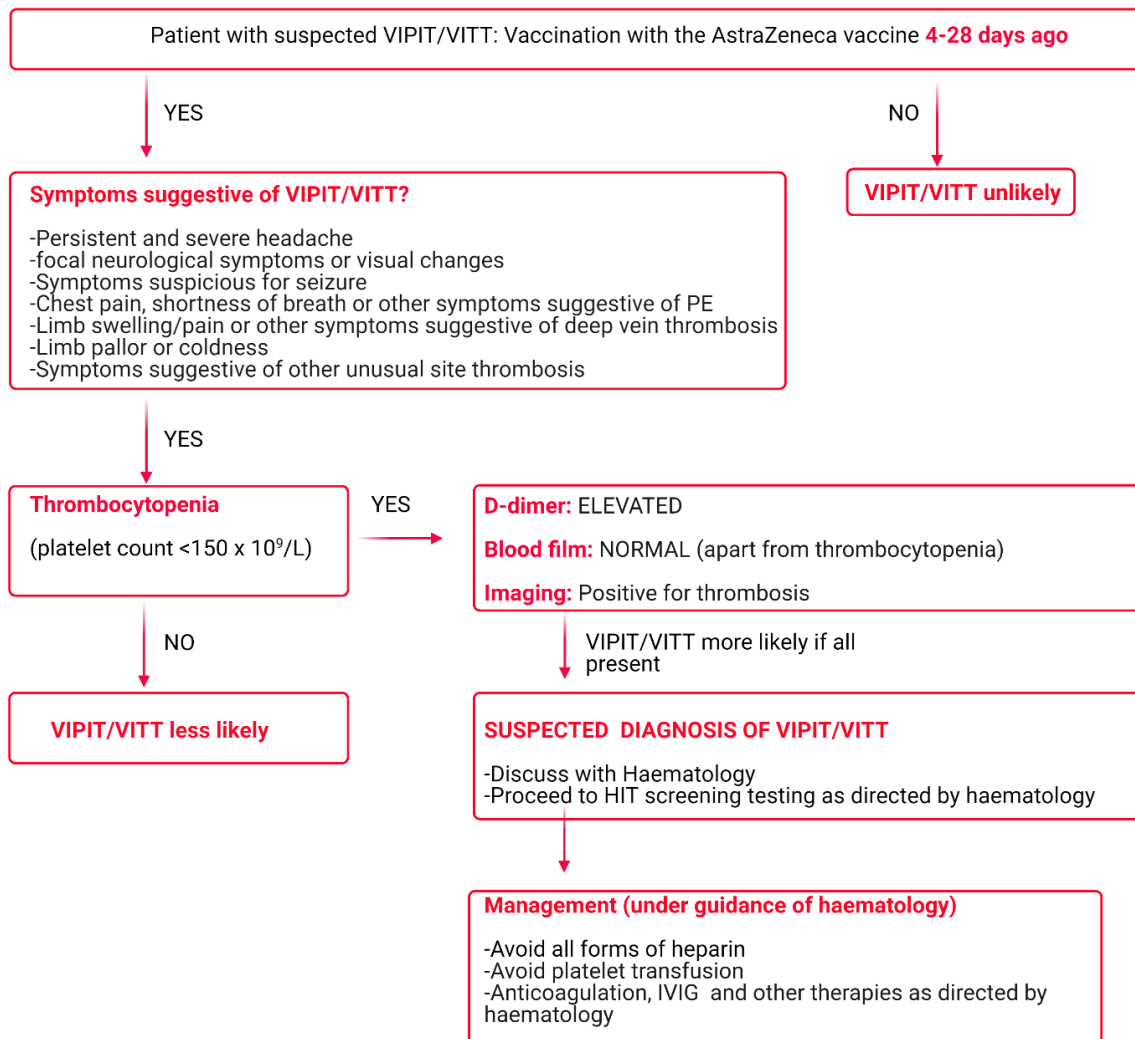 Patient with suspected VIPIT/VITT: Vaccination with the AstraZeneca vaccine 4-28 days ago
YES
NO
Symptoms suggestive of VIPIT/VITT?
-Persistent and severe headache
-focal neurological symptoms or visual changes
-Symptoms suspicious for seizure
-Chest pain, shortness of breath or other symptoms suggestive of PE
-Limb swelling/pain or other symptoms suggestive of deep vein thrombosis
-Limb pallor or coldness
-Symptoms suggestive of other unusual site thrombosis
VIPIT/VITT unlikely
YES
Thrombocytopenia
(platelet count <150 x 10⁹/L)
YES
D-dimer: ELEVATED
Blood film: NORMAL (apart from thrombocytopenia)
Imaging: Positive for thrombosis
NO
VIPIT/VITT more likely if all
present
VIPIT/VITT less likely
SUSPECTED DIAGNOSIS OF VIPIT/VITT
-Discuss with Haematology
-Proceed to HIT screening testing as directed by haematology
Management (under guidance of haematology)
-Avoid all forms of heparin
-Avoid platelet transfusion
-Anticoagulation, IVIG and other therapies as directed by
haematology